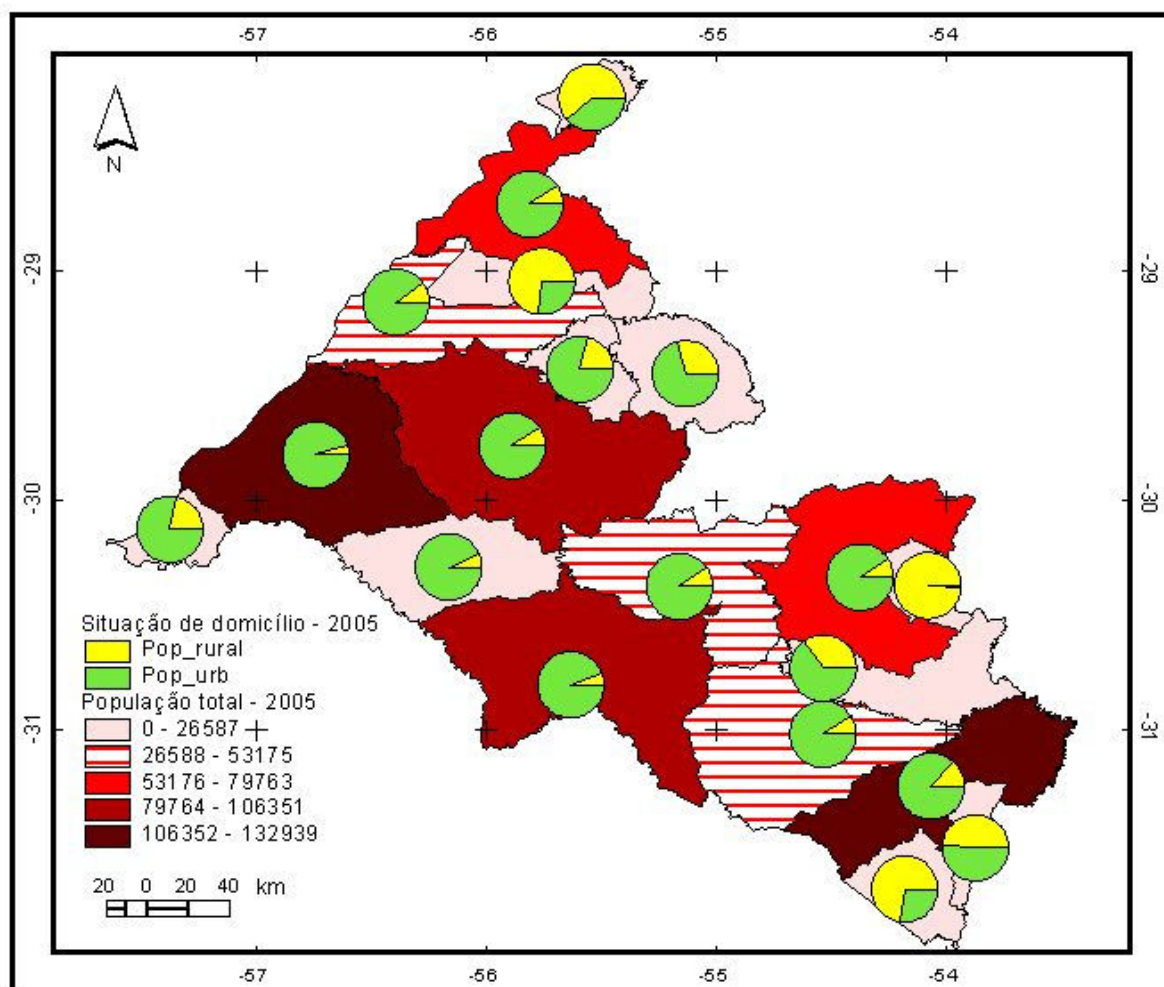 -57 -56 -55 -54
N
-29 -29
-30 -30
-31 -31
Situação de domicílio - 2005
Pop_rural
Pop_urb
População total - 2005
0 - 26587
26588 - 53175
53176 - 79763
79764 - 106351
106352 - 132939
20 0 20 40 km
-57 -56 -55 -54